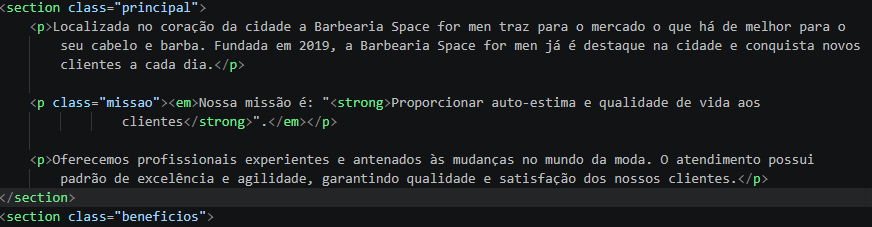 <section class="principal">
<p>Localizada no coração da cidade a Barbearia Space for men traz para o mercado o que há de melhor para o
seu cabelo e barba. Fundada em 2019, a Barbearia Space for men já é destaque na cidade e conquista novos
clientes a cada dia.</p>
<p class="missao"><em>Nossa missão é: "<strong>Proporcionar auto-estima e qualidade de vida aos
clientes</strong>".</em></p>
<p>Oferecemos profissionais experientes e antenados às mudanças no mundo da moda. O atendimento possui
padrão de excelência e agilidade, garantindo qualidade e satisfação dos nossos clientes.</p>
</section>
<section class="beneficios">